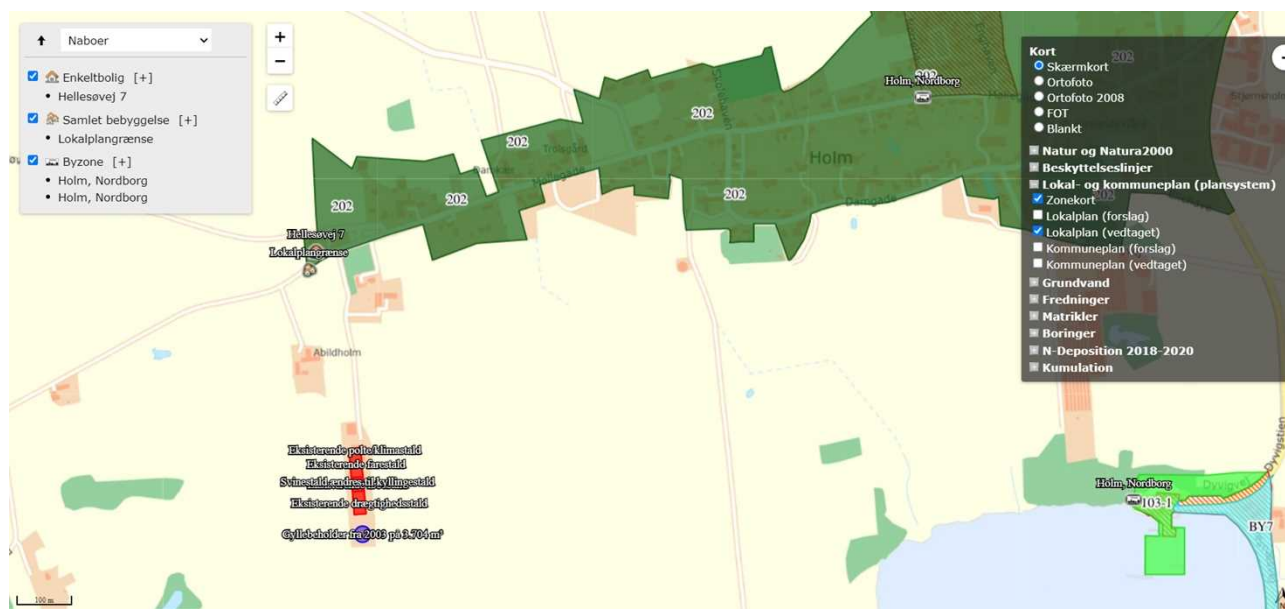 Naboer
Enkeltbolig [+]
Hellesøvej 7
Samlet bebyggelse [+]
Lokalplangrænse
Byzone [+]
Holm, Nordborg
Holm, Nordborg
+
−
Kort
Skærmkort
Ortofoto
Ortofoto 2008
FOT
Blankt
Natur og Natura2000
Beskyttelseslinjer
Lokal- og kommuneplan (plansystem)
Zonekort
Lokalplan (forslag)
Lokalplan (vedtaget)
Kommuneplan (forslag)
Kommuneplan (vedtaget)
Grundvand
Fredninger
Matrikler
Boringer
N-Deposition 2018-2020
Kumulation
202
202
Holm, Nordborg
202
202
Troisgård
Holm
Møllegade
202
202
202
202
Damgade
Hellesøvej 7
Lokalplangrænse
Abildholm
Eksisterende polte/klimastald
Eksisterende farestald
Svinestald ændres til kyllingestald
Eksisterende drægtighedsstald
Gyllebeholder fra 2003 på 3.704 m³
Holm, Nordborg
Dyvigvej
103-1
BY7
Dyvigstien
100 m